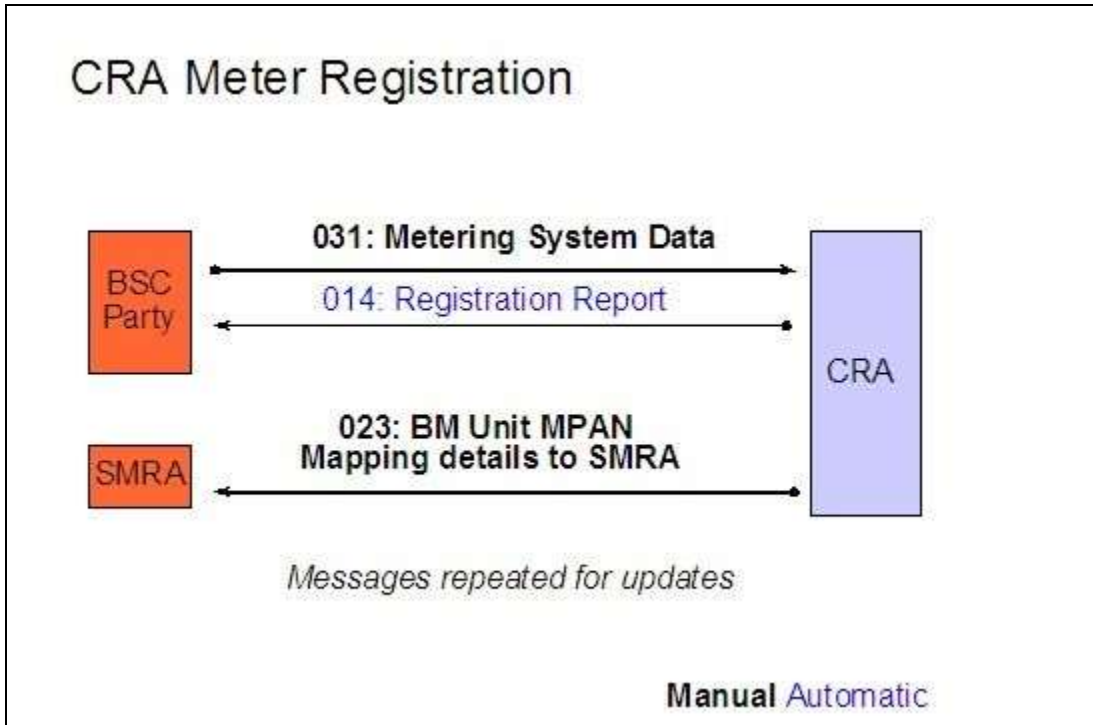 CRA Meter Registration
031: Metering System Data
BSC
Party
014: Registration Report
CRA
023: BM Unit MPAN
Mapping details to SMRA
SMRA
Messages repeated for updates
Manual Automatic